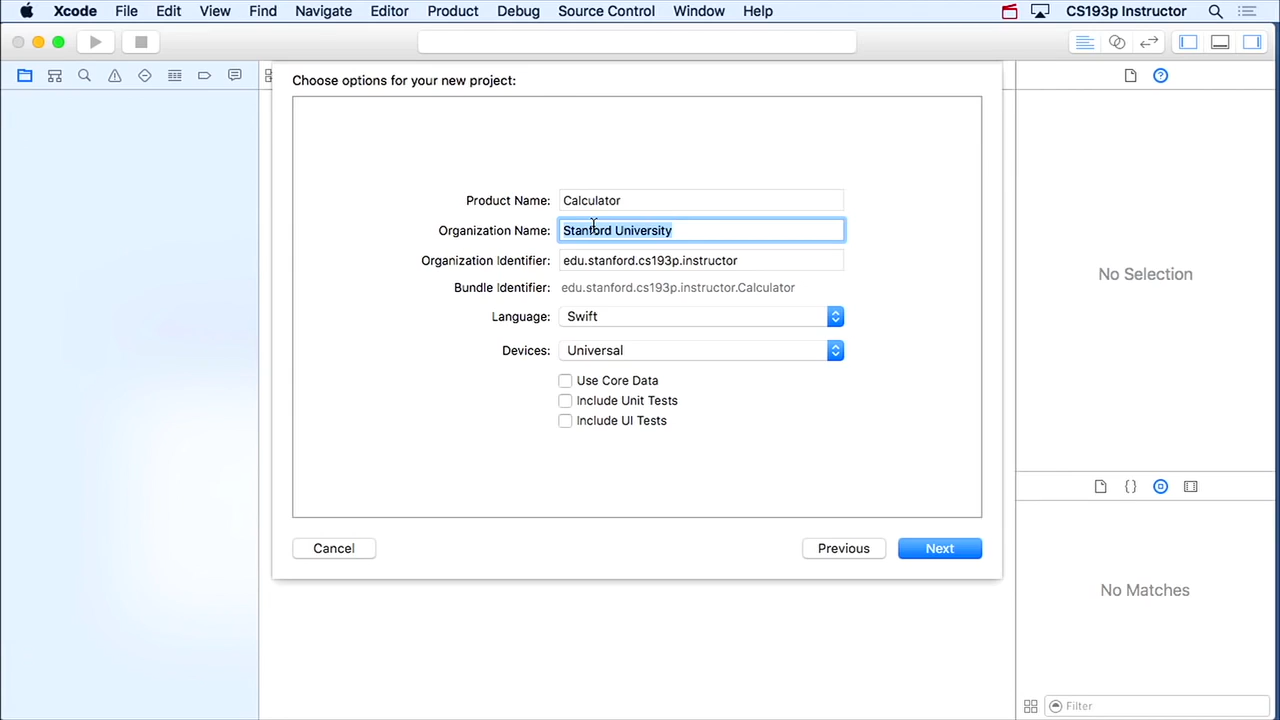 Xcode File Edit View Find Navigate Editor Product Debug Source Control Window Help CS193p Instructor
Choose options for your new project:
Product Name: Calculator
Organization Name: Stanford University
Organization Identifier: edu.stanford.cs193p.instructor
Bundle Identifier: edu.stanford.cs193p.instructor.Calculator
Language: Swift
Devices: Universal
Use Core Data
Include Unit Tests
Include UI Tests
Cancel Previous Next
No Selection
No Matches
Filter